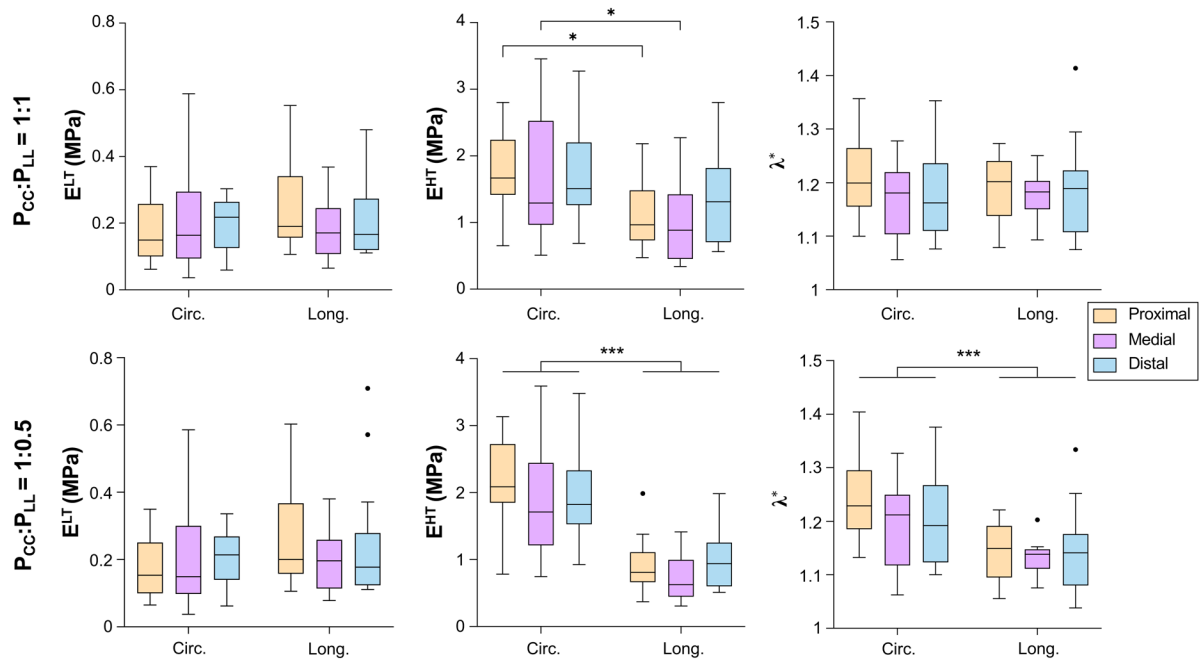 P_CC:P_LL = 1:1
E^LT (MPa)
0.8
0.6
0.4
0.2
0
Circ.
Long.
E^HT (MPa)
4
3
2
1
0
*
*
Circ.
Long.
λ*
1.5
1.4
1.3
1.2
1.1
1
Circ.
Long.
Proximal
Medial
Distal
P_CC:P_LL = 1:0.5
E^LT (MPa)
0.8
0.6
0.4
0.2
0
Circ.
Long.
E^HT (MPa)
4
3
2
1
0
***
Circ.
Long.
λ*
1.5
1.4
1.3
1.2
1.1
1
***
Circ.
Long.